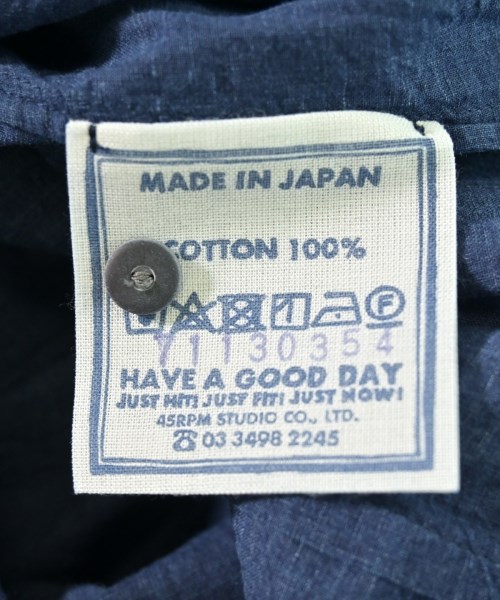 MADE IN JAPAN
COTTON 100%
71130354
HAVE A GOOD DAY
JUST HIT! JUST FIT! JUST NOW!
45RPM STUDIO CO., LTD.
☎ 03 3498 2245